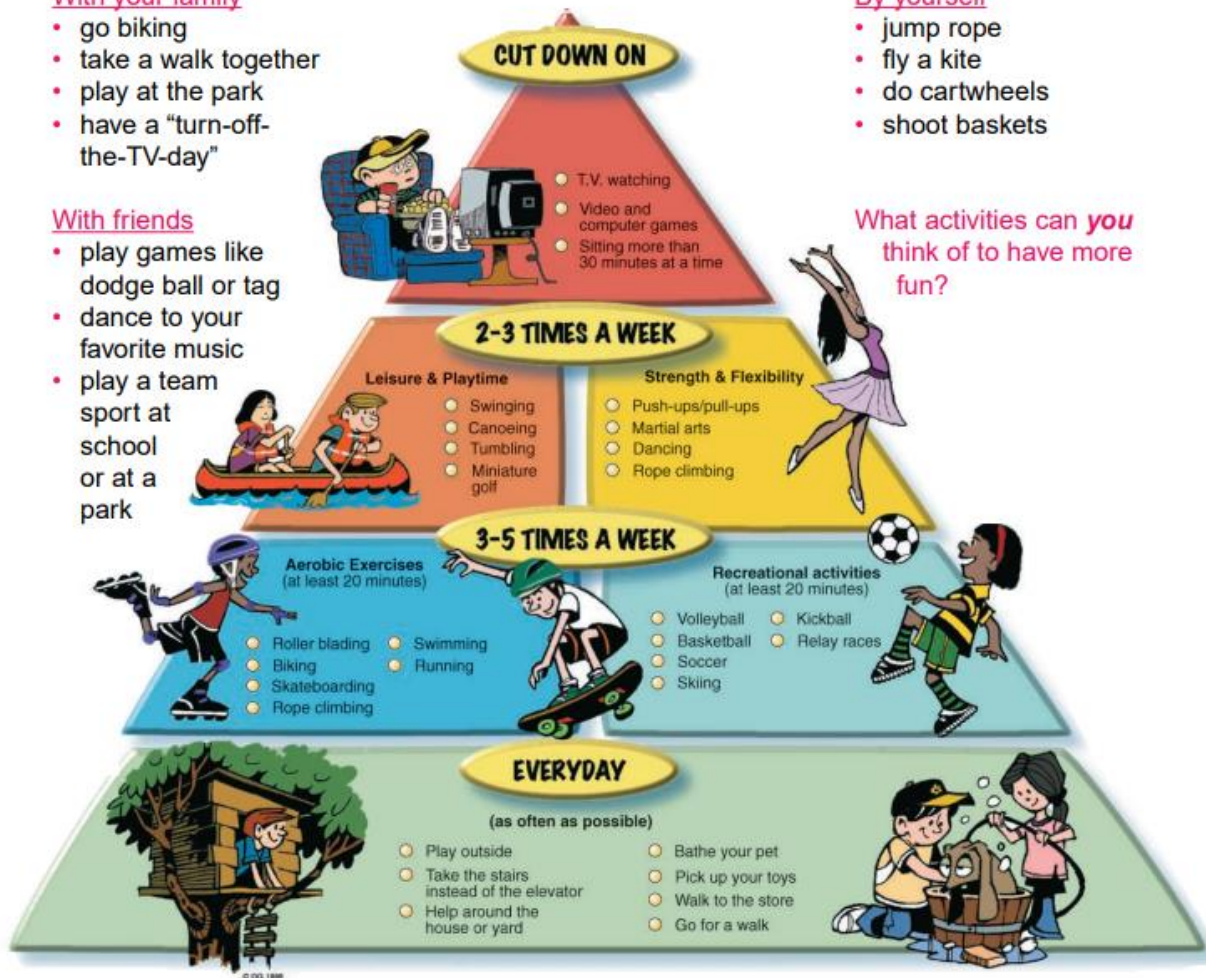 With your family
• go biking
• take a walk together
• play at the park
• have a “turn-off-
the-TV-day”
With friends
• play games like
dodge ball or tag
• dance to your
favorite music
• play a team
sport at
school
or at a
park
By yourself
• jump rope
• fly a kite
• do cartwheels
• shoot baskets
What activities can you
think of to have more
fun?
CUT DOWN ON
T.V. watching
Video and
computer games
Sitting more than
30 minutes at a time
2-3 TIMES A WEEK
Leisure & Playtime
Swinging
Canoeing
Tumbling
Miniature
golf
Strength & Flexibility
Push-ups/pull-ups
Martial arts
Dancing
Rope climbing
3-5 TIMES A WEEK
Aerobic Exercises
(at least 20 minutes)
Roller blading
Biking
Skateboarding
Rope climbing
Swimming
Running
Recreational activities
(at least 20 minutes)
Volleyball
Basketball
Soccer
Skiing
Kickball
Relay races
EVERYDAY
(as often as possible)
Play outside
Take the stairs
instead of the elevator
Help around the
house or yard
Bathe your pet
Pick up your toys
Walk to the store
Go for a walk